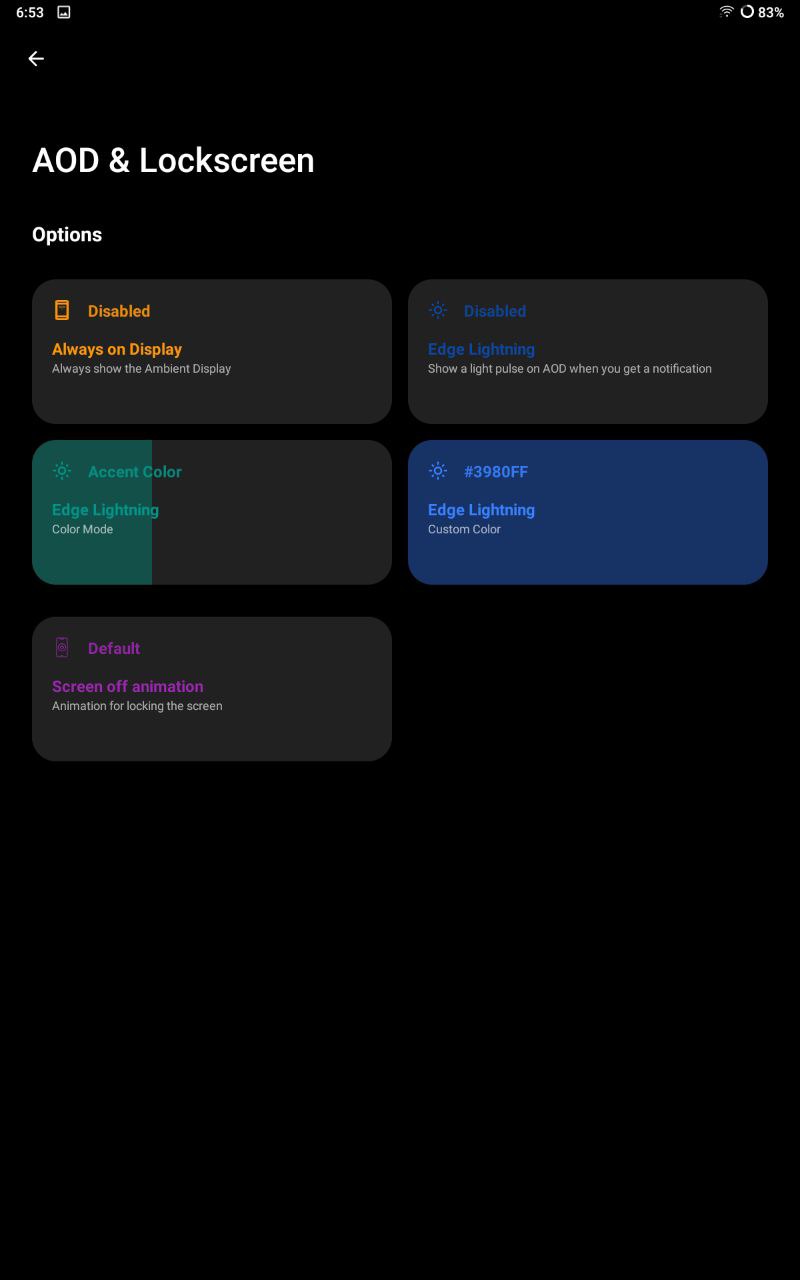 6:53
83%
AOD & Lockscreen
Options
Disabled
Always on Display
Always show the Ambient Display
Disabled
Edge Lightning
Show a light pulse on AOD when you get a notification
Accent Color
Edge Lightning
Color Mode
#3980FF
Edge Lightning
Custom Color
Default
Screen off animation
Animation for locking the screen